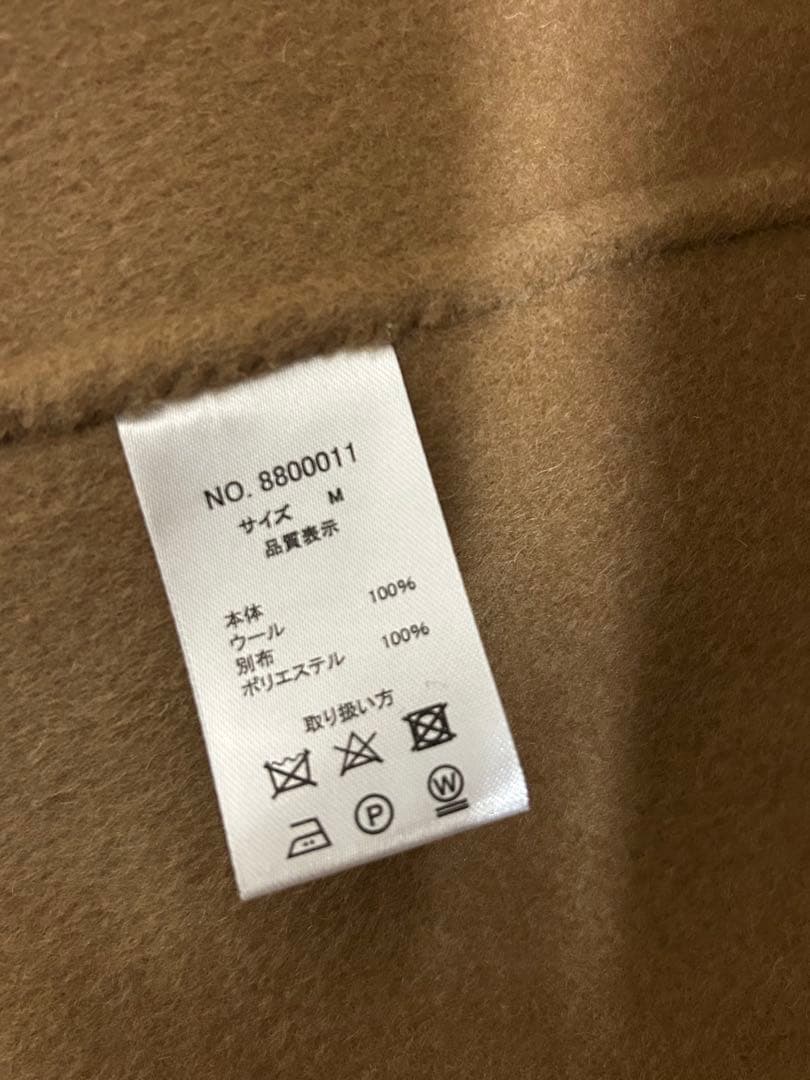 NO. 8800011
サイズ M
品質表示
本体
ウール 100%
別布
ポリエステル 100%
取り扱い方
P
W